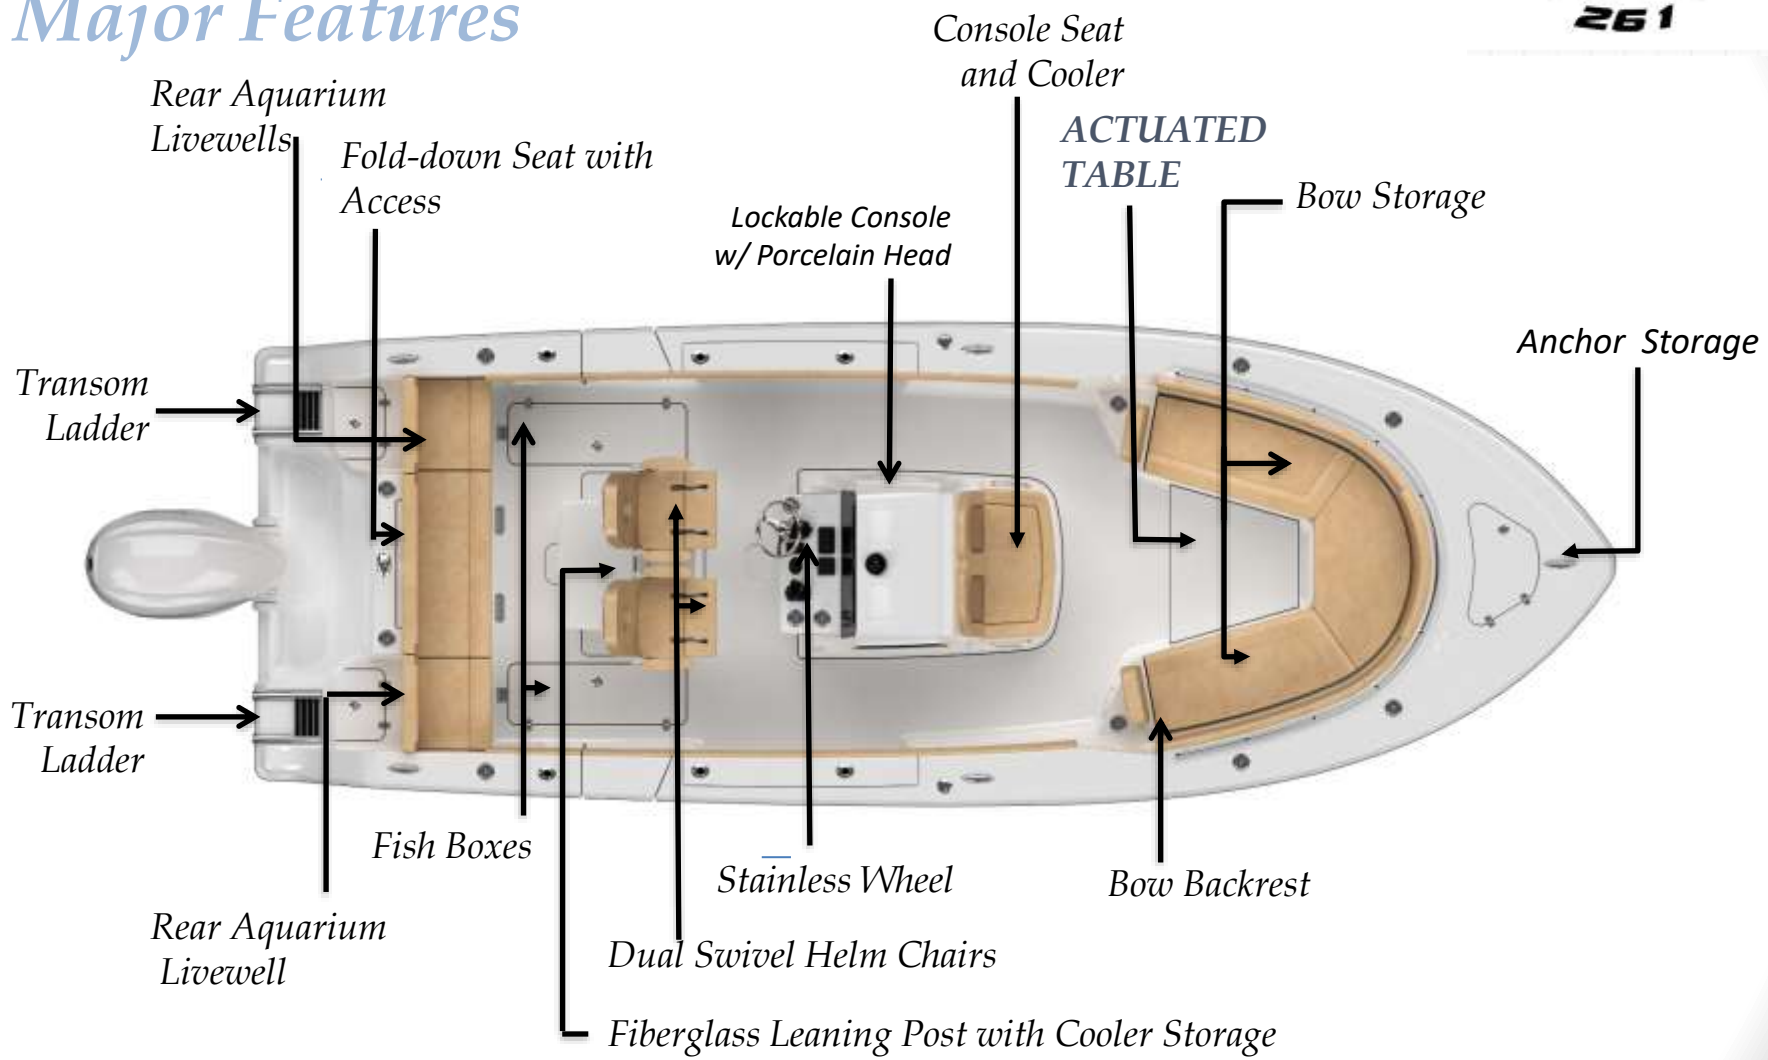 Major Features
261
Console Seat
and Cooler
Rear Aquarium
Livewells
Fold-down Seat with
Access
ACTUATED
TABLE
Bow Storage
Lockable Console
w/ Porcelain Head
Anchor Storage
Transom
Ladder
Transom
Ladder
Fish Boxes
Stainless Wheel
Bow Backrest
Rear Aquarium
Livewell
Dual Swivel Helm Chairs
Fiberglass Leaning Post with Cooler Storage